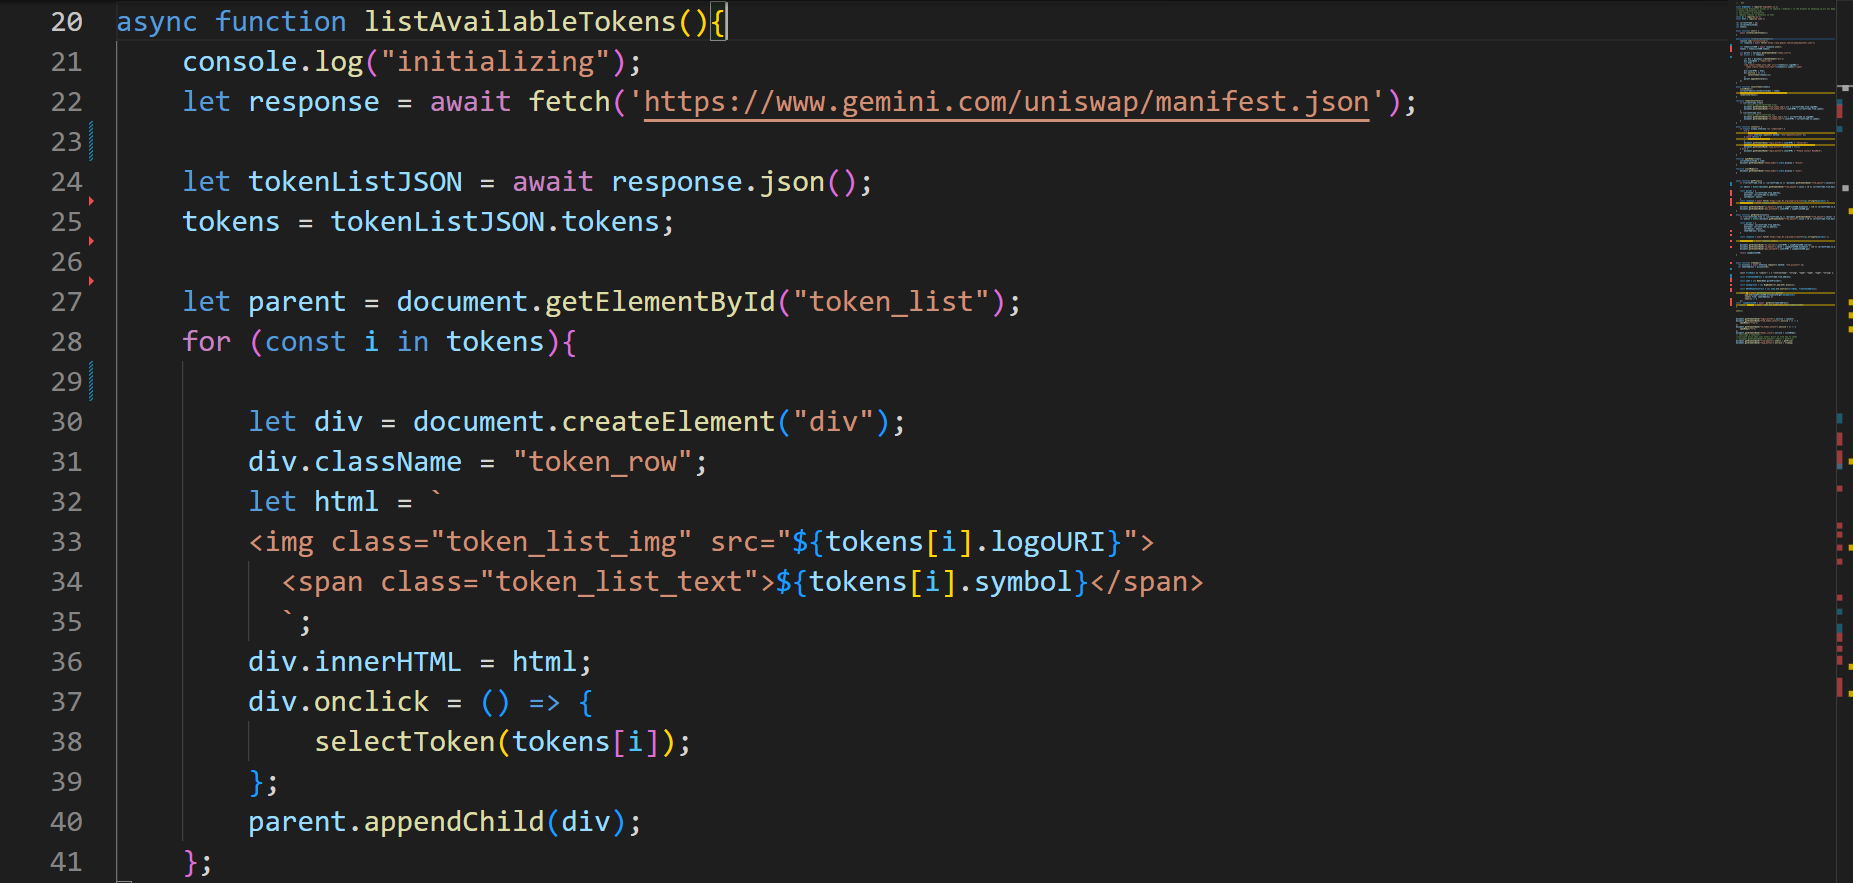 20 async function listAvailableTokens(){
21 console.log("initializing");
22 let response = await fetch('https://www.gemini.com/uniswap/manifest.json');
23
24 let tokenListJSON = await response.json();
25 tokens = tokenListJSON.tokens;
26
27 let parent = document.getElementById("token_list");
28 for (const i in tokens){
29
30 let div = document.createElement("div");
31 div.className = "token_row";
32 let html = `
33 <img class="token_list_img" src="${tokens[i].logoURI}">
34 <span class="token_list_text">${tokens[i].symbol}</span>
35 `;
36 div.innerHTML = html;
37 div.onclick = () => {
38 selectToken(tokens[i]);
39 };
40 parent.appendChild(div);
41 };